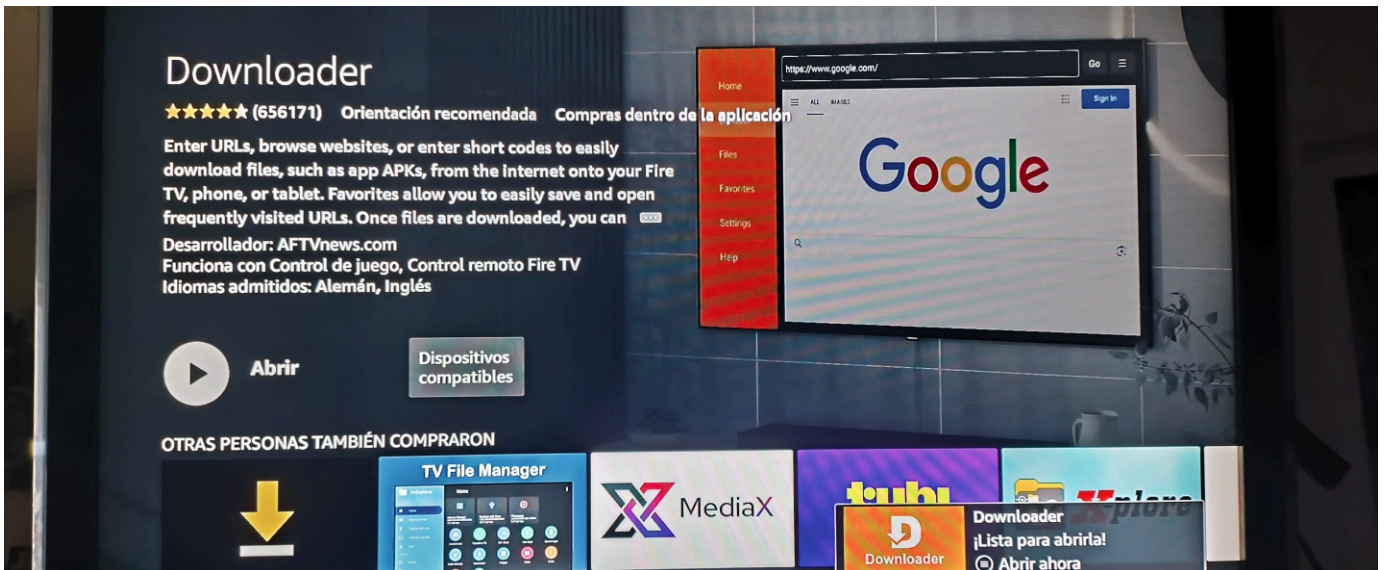 Downloader
(656171) Orientación recomendada Compras dentro de la aplicación
Enter URLs, browse websites, or enter short codes to easily
download files, such as app APKs, from the internet onto your Fire
TV, phone, or tablet. Favorites allow you to easily save and open
frequently visited URLs. Once files are downloaded, you can
Desarrollador: AFTVnews.com
Funciona con Control de juego, Control remoto Fire TV
Idiomas admitidos: Alemán, Inglés
Abrir
Dispositivos
compatibles
Home
Files
Favorites
Settings
Help
https://www.google.com/
Go
ALL IMAGES
Sign In
Google
OTRAS PERSONAS TAMBIÉN COMPRARON
TV File Manager
Home
MediaX
tubi
X-plore
Downloader
Downloader
¡Lista para abrirla!
Abrir ahora